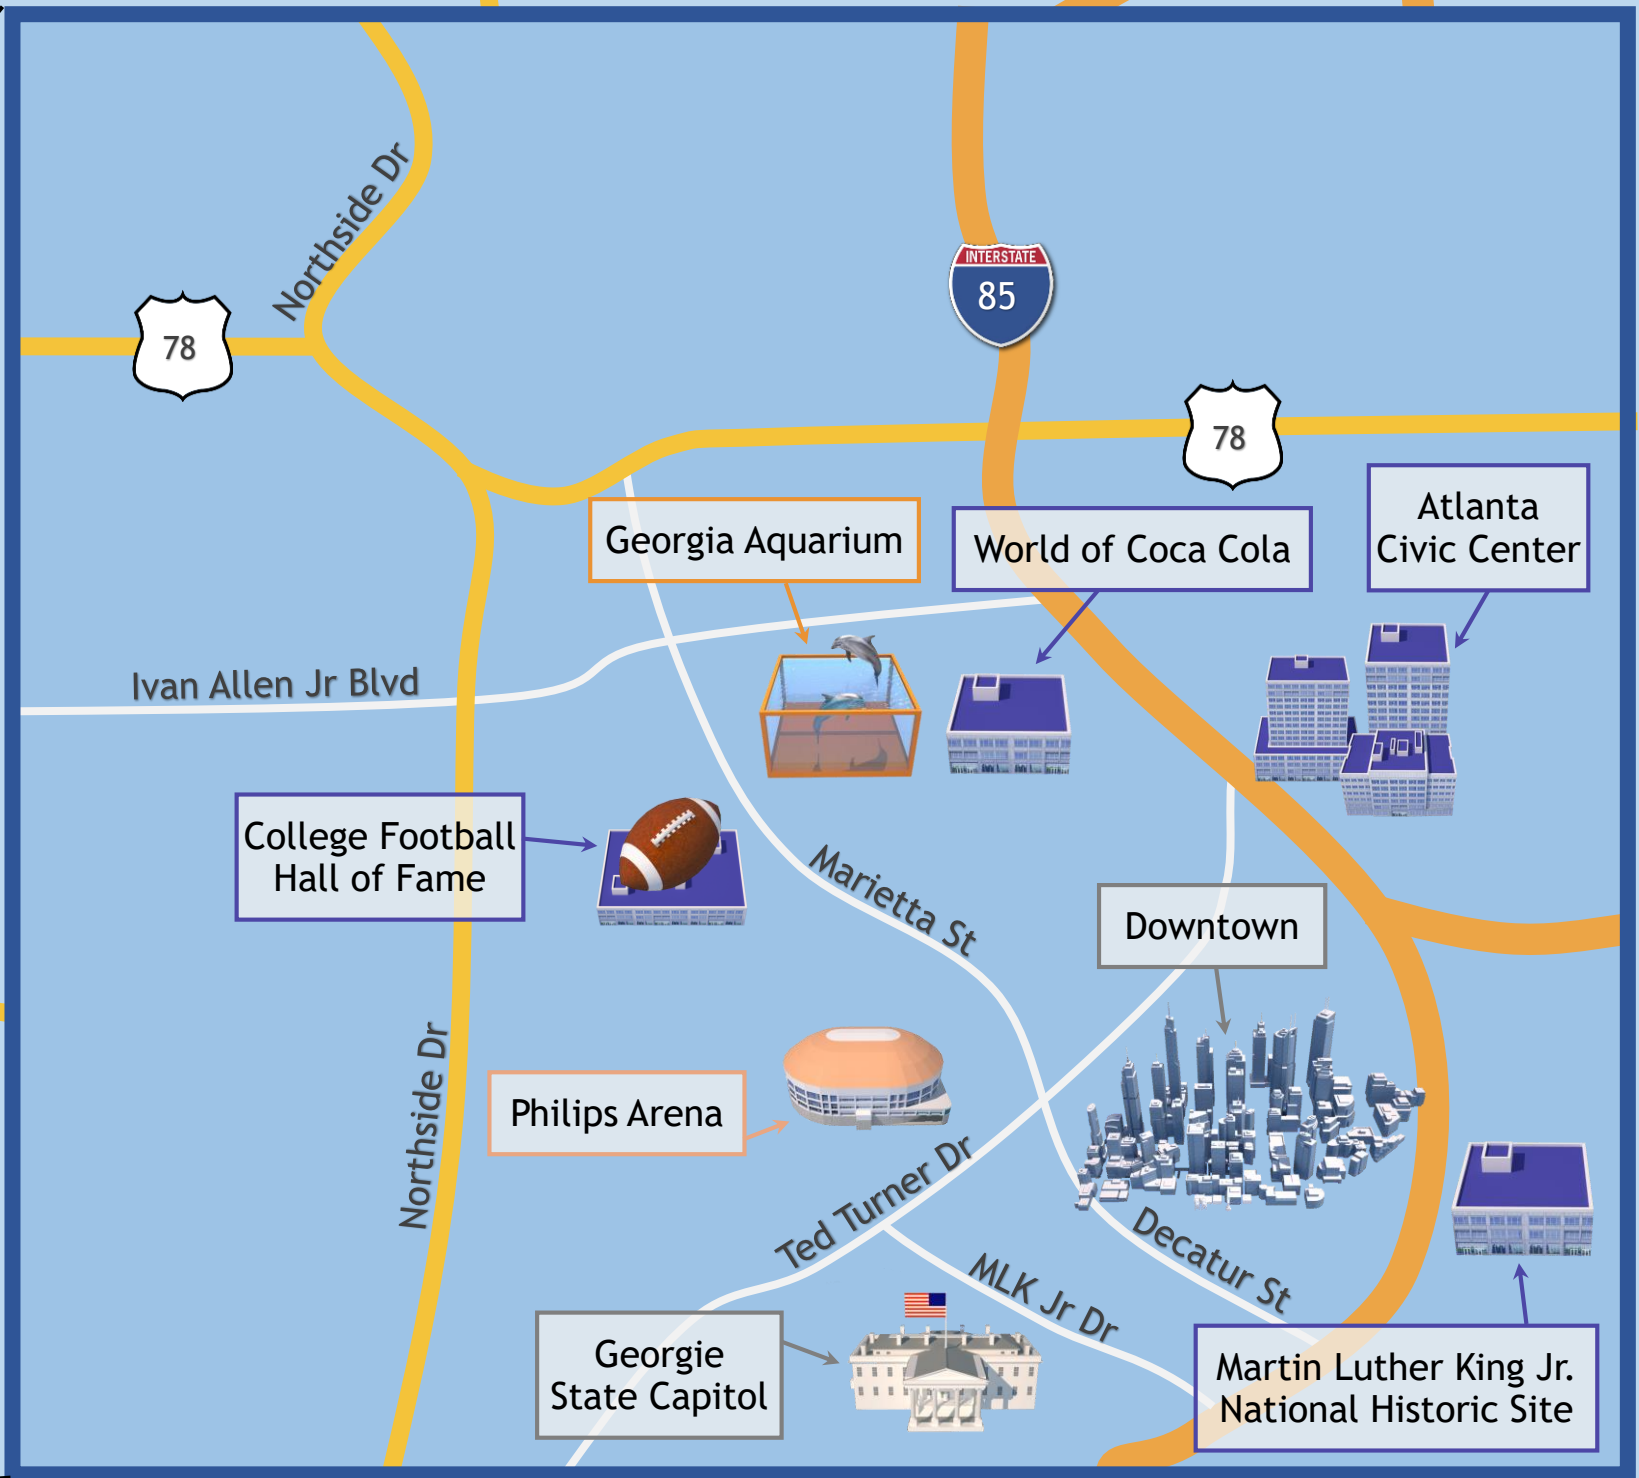 Northside Dr
INTERSTATE
85
78
78
Atlanta
Civic Center
Georgia Aquarium
World of Coca Cola
Ivan Allen Jr Blvd
College Football
Hall of Fame
Marietta St
Downtown
Northside Dr
Philips Arena
Ted Turner Dr
Decatur St
MLK Jr Dr
Georgie
State Capitol
Martin Luther King Jr.
National Historic Site